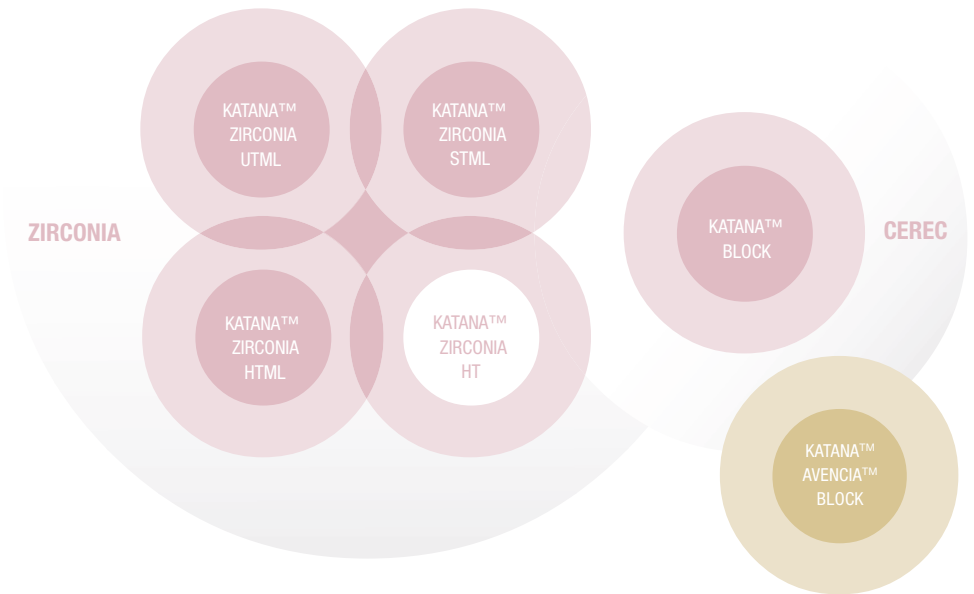 KATANA™
ZIRCONIA
UTML
KATANA™
ZIRCONIA
STML
ZIRCONIA
KATANA™
BLOCK
CEREC
KATANA™
ZIRCONIA
HTML
KATANA™
ZIRCONIA
HT
KATANA™
AVENCIA™
BLOCK